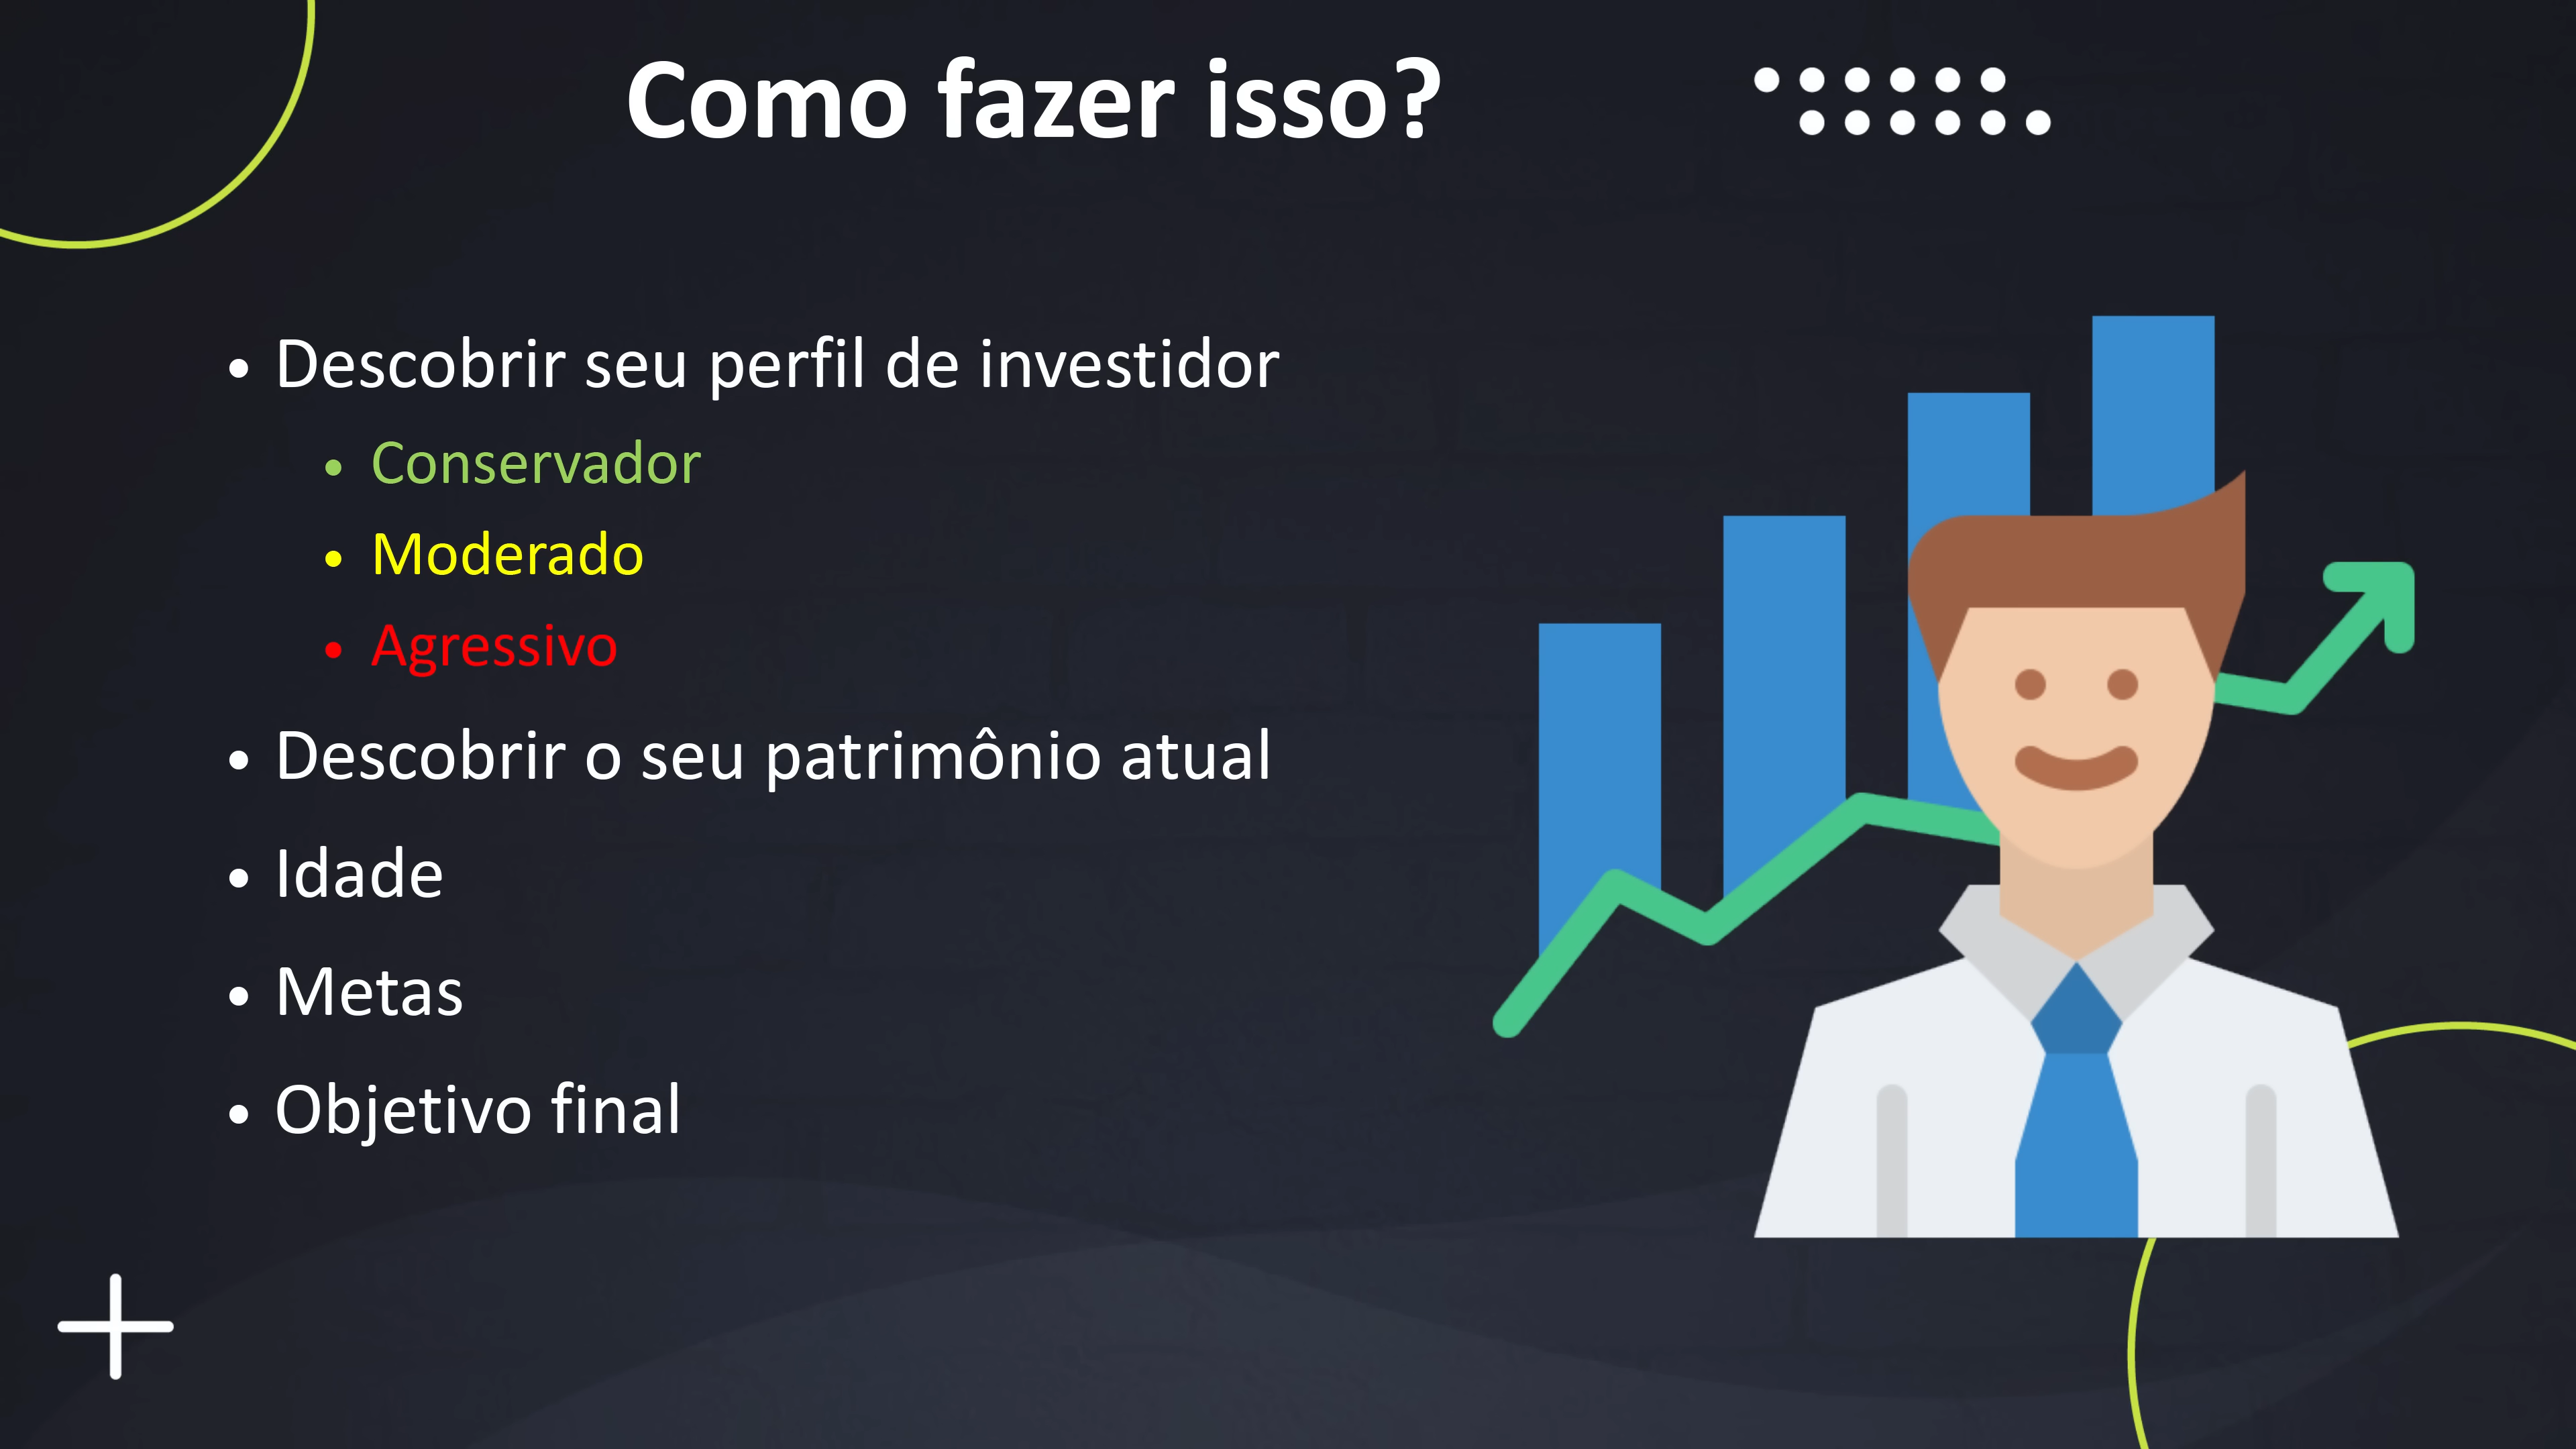 Como fazer isso?
• Descobrir seu perfil de investidor
• Conservador
• Moderado
• Agressivo
• Descobrir o seu patrimônio atual
• Idade
• Metas
• Objetivo final